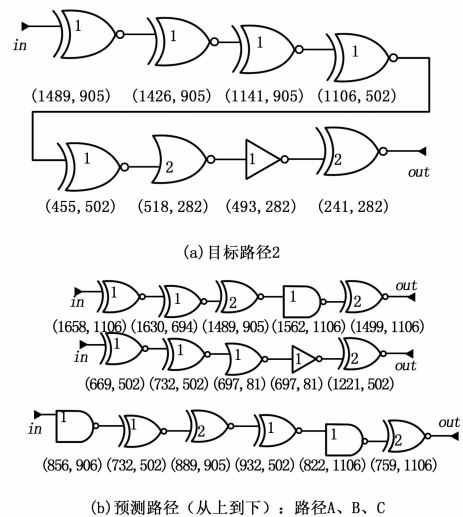 in 1 1 1 1
(1489, 905) (1426, 905) (1141, 905) (1106, 502)
1 2 1 2 out
(455, 502) (518, 282) (493, 282) (241, 282)
(a)目标路径2
in 1 1 2 1 2 out
(1658, 1106) (1630, 694) (1489, 905) (1562, 1106) (1499, 1106)
in 1 1 1 1 2 out
(669, 502) (732, 502) (697, 81) (697, 81) (1221, 502)
in 1 1 2 1 1 2 out
(856, 906) (732, 502) (889, 905) (932, 502) (822, 1106) (759, 1106)
(b)预测路径（从上到下）：路径A、B、C